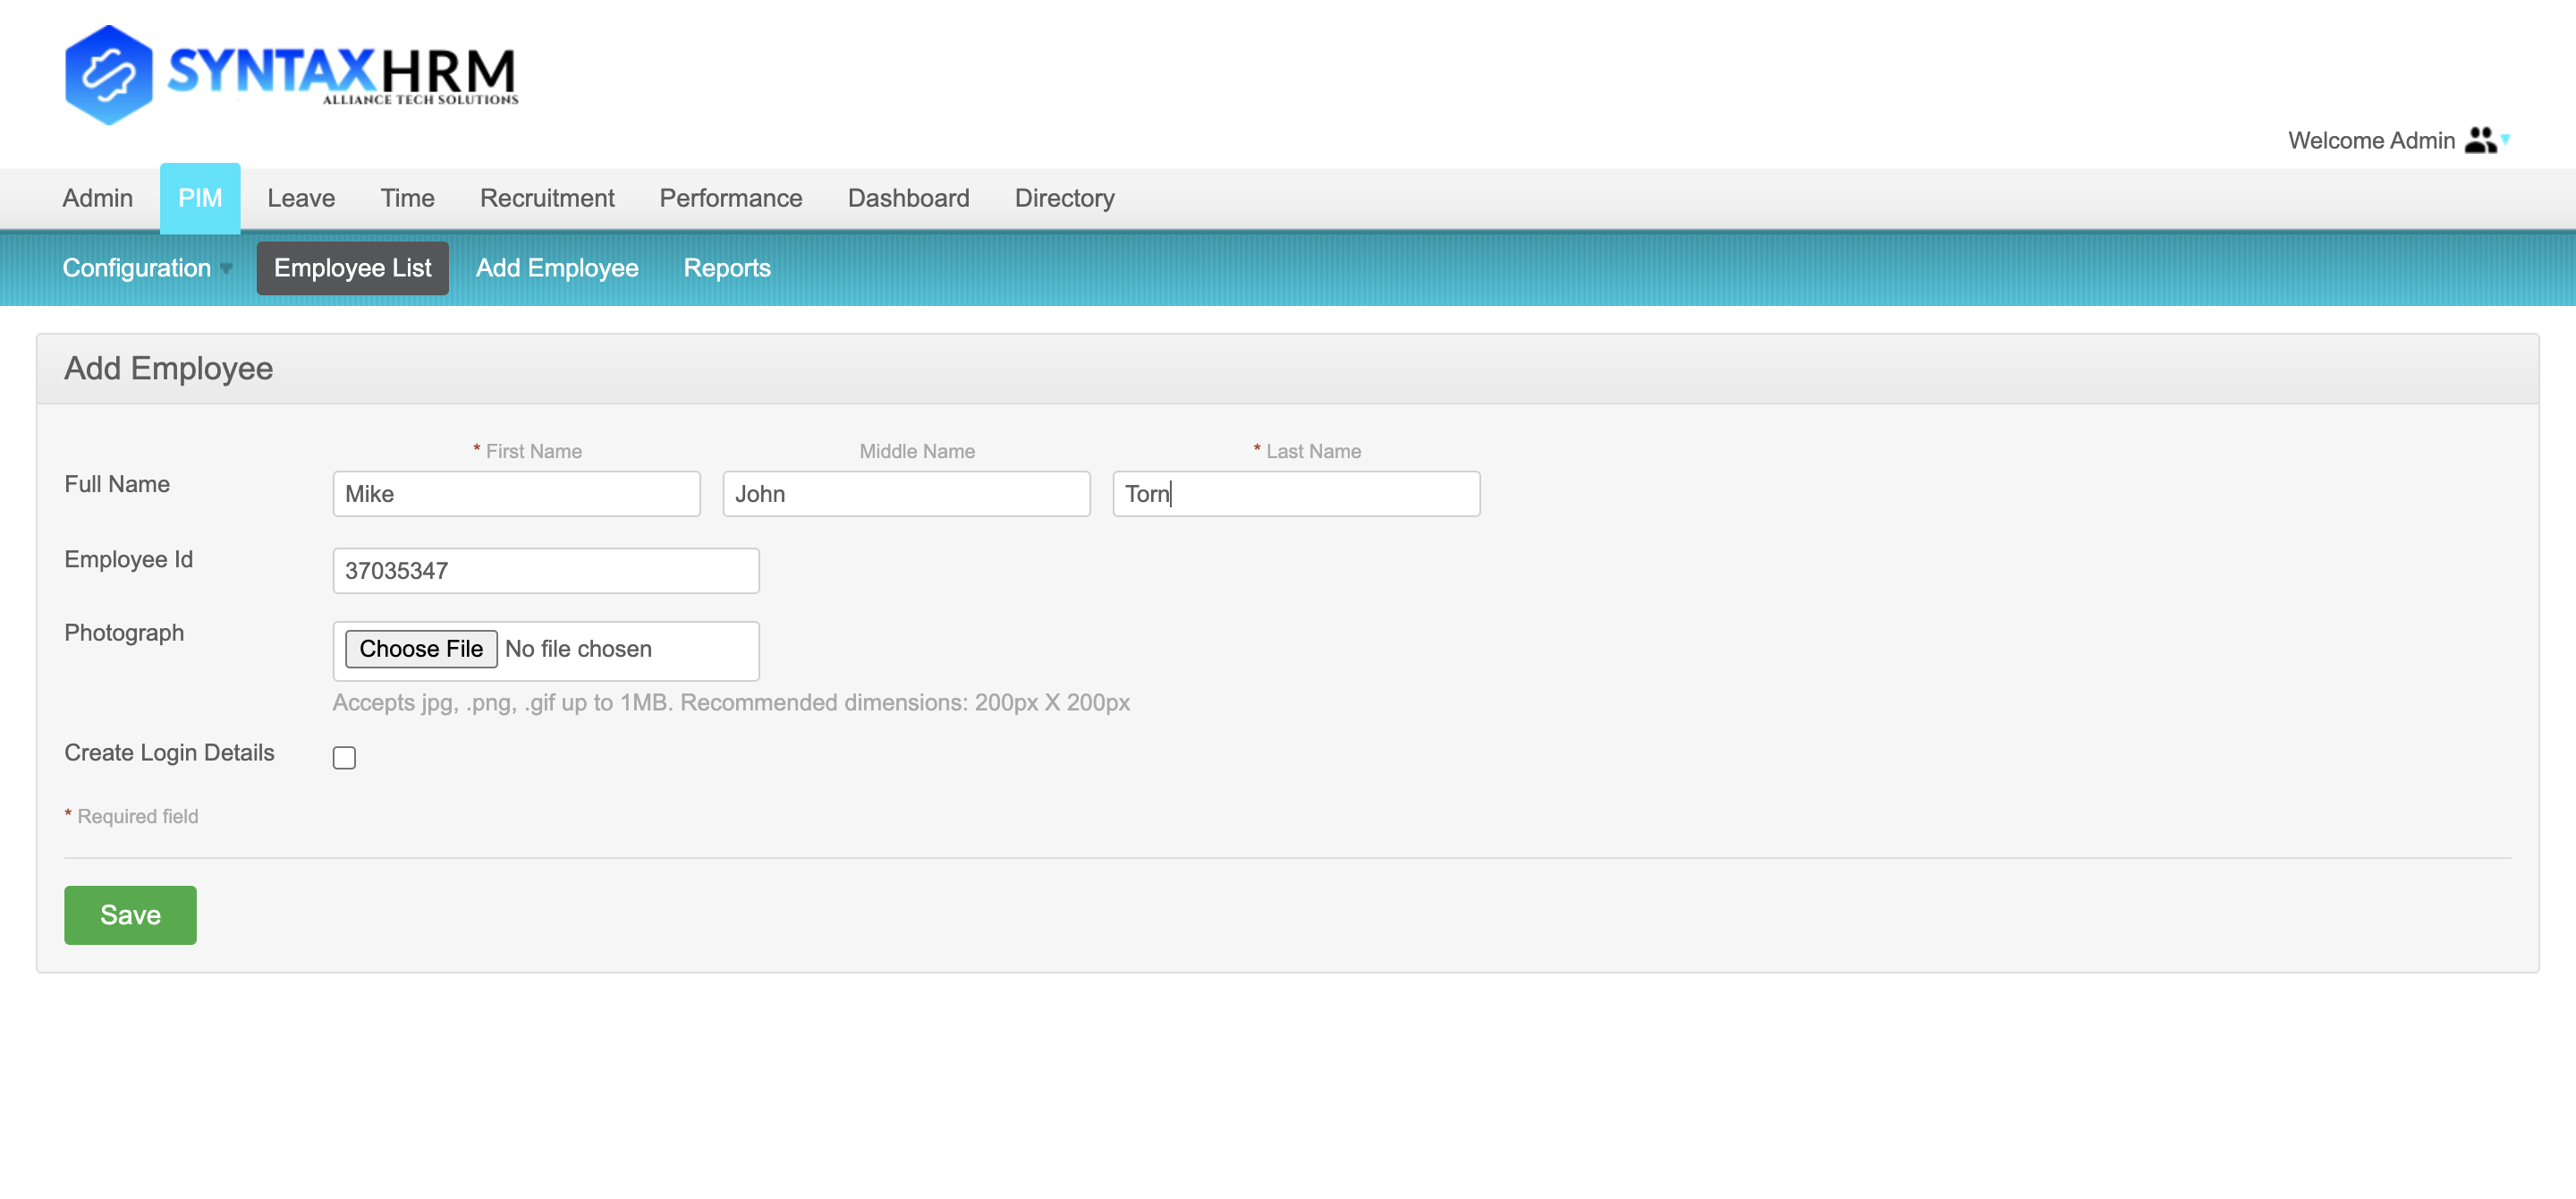 SYNTAXHRM
ALLIANCE TECH SOLUTIONS
Welcome Admin
Admin PIM Leave Time Recruitment Performance Dashboard Directory
Configuration Employee List Add Employee Reports
Add Employee
* First Name Middle Name * Last Name
Full Name Mike John Torn
Employee Id 37035347
Photograph Choose File No file chosen
Accepts jpg, .png, .gif up to 1MB. Recommended dimensions: 200px X 200px
Create Login Details
* Required field
Save